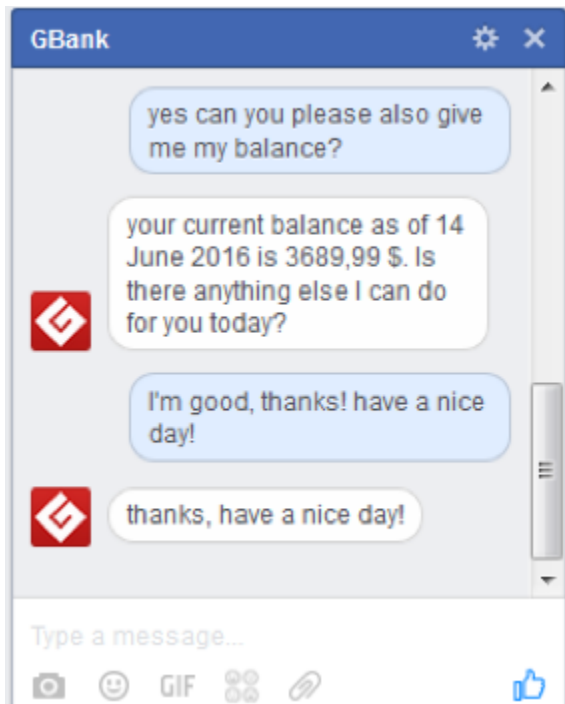 GBank
yes can you please also give
me my balance?
your current balance as of 14
June 2016 is 3689,99 $. Is
there anything else I can do
for you today?
I'm good, thanks! have a nice
day!
thanks, have a nice day!
Type a message...
GIF